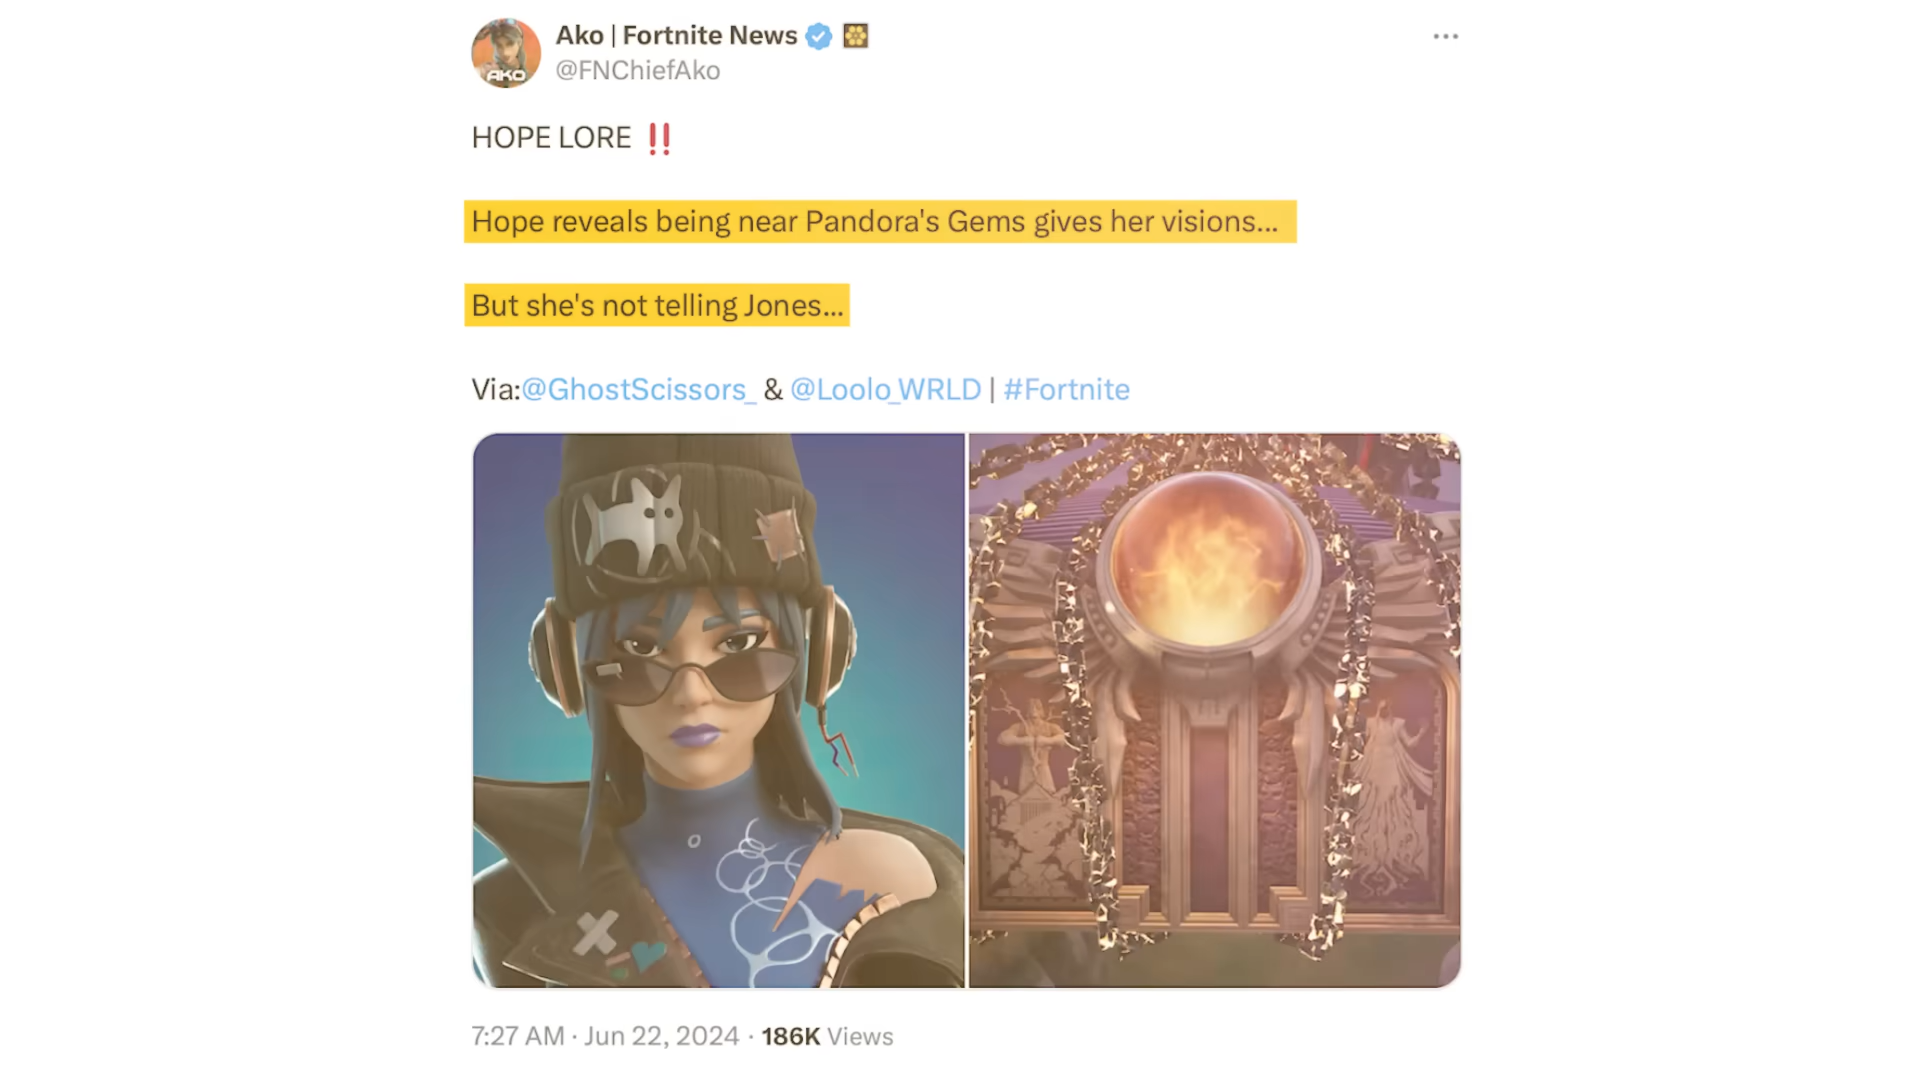 Ako | Fortnite News
@FNChiefAko
HOPE LORE ‼️
Hope reveals being near Pandora's Gems gives her visions...
But she's not telling Jones...
Via:@GhostScissors_ & @Loolo_WRLD | #Fortnite
AKO
7:27 AM · Jun 22, 2024 · 186K Views